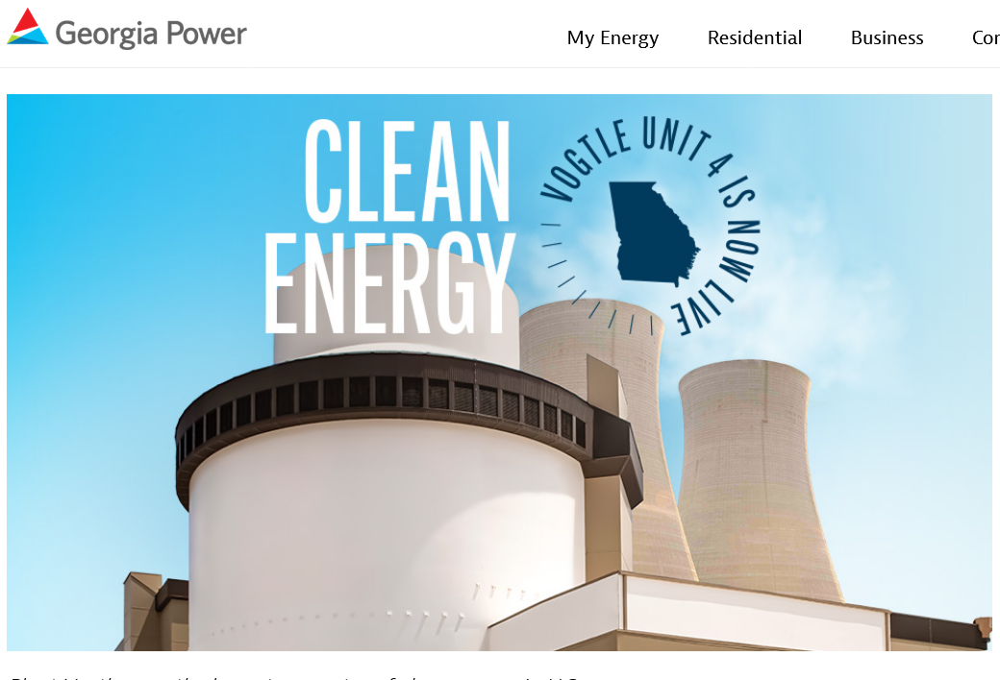 Georgia Power
My Energy Residential Business
CLEAN
ENERGY
VOGTLE UNIT 4 IS NOW LIVE